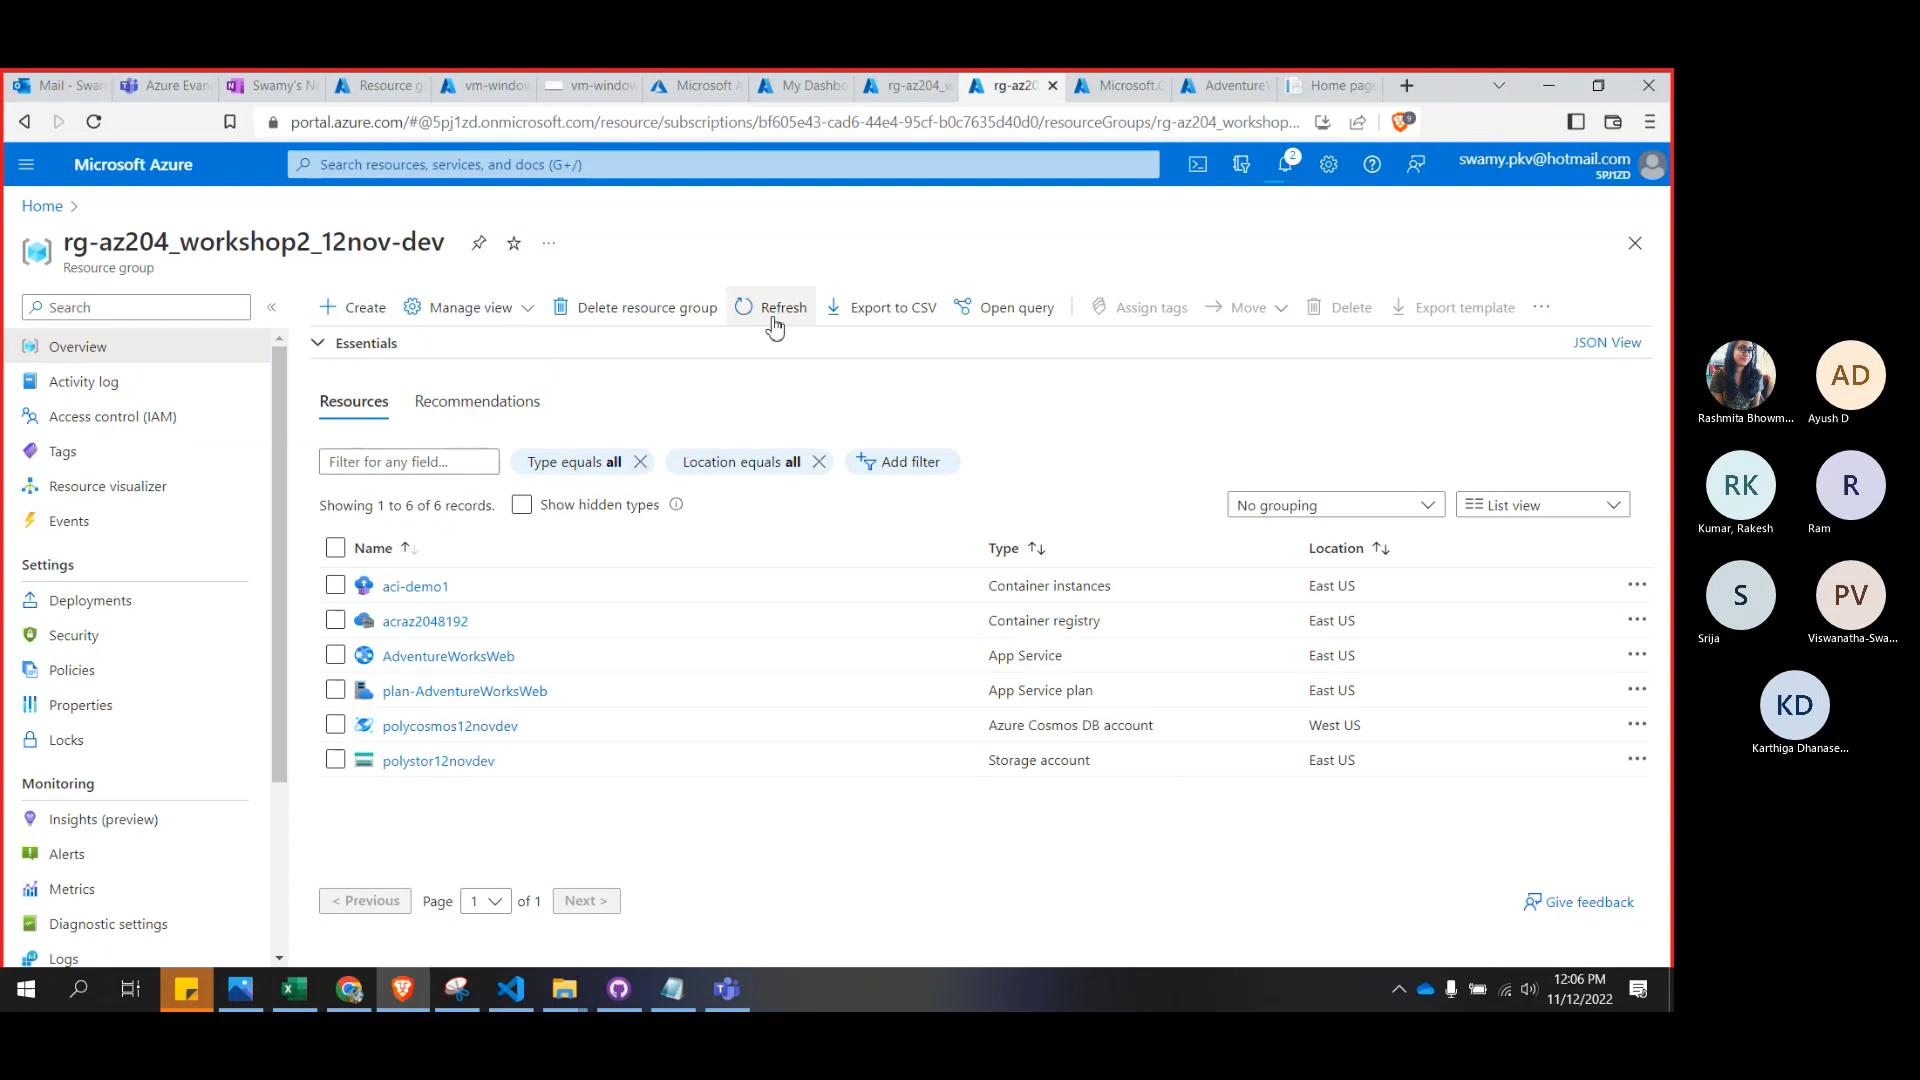 Mail - Swan
Azure Evan
Swamy's N
Resource g
vm-window
vm-window
Microsoft A
My Dashbo
rg-az204_w
rg-az20
Microsoft.C
AdventureW
Home page
portal.azure.com/#@5pj1zd.onmicrosoft.com/resource/subscriptions/bf605e43-cad6-44e4-95cf-b0c7635d40d0/resourceGroups/rg-az204_workshop...
9
Microsoft Azure
Search resources, services, and docs (G+/)
2
swamy.pkv@hotmail.com
5PJ1ZD
Home >
rg-az204_workshop2_12nov-dev
...
Resource group
Search
«
Create
Manage view
Delete resource group
Refresh
Export to CSV
Open query
Assign tags
Move
Delete
Export template
...
Overview
Activity log
Access control (IAM)
Tags
Resource visualizer
Events
Settings
Deployments
Security
Policies
Properties
Locks
Monitoring
Insights (preview)
Alerts
Metrics
Diagnostic settings
Logs
Essentials
JSON View
Resources
Recommendations
Filter for any field...
Type equals all
Location equals all
Add filter
Showing 1 to 6 of 6 records.
Show hidden types
No grouping
List view
Name
Type
Location
aci-demo1
Container instances
East US
...
acraz2048192
Container registry
East US
...
AdventureWorksWeb
App Service
East US
...
plan-AdventureWorksWeb
App Service plan
East US
...
polycosmos12novdev
Azure Cosmos DB account
West US
...
polystor12novdev
Storage account
East US
...
< Previous
Page
1
of 1
Next >
Give feedback
12:06 PM
11/12/2022
Rashmita Bhowm...
AD
Ayush D
RK
Kumar, Rakesh
R
Ram
S
Srija
PV
Viswanatha-Swa...
KD
Karthiga Dhanase...